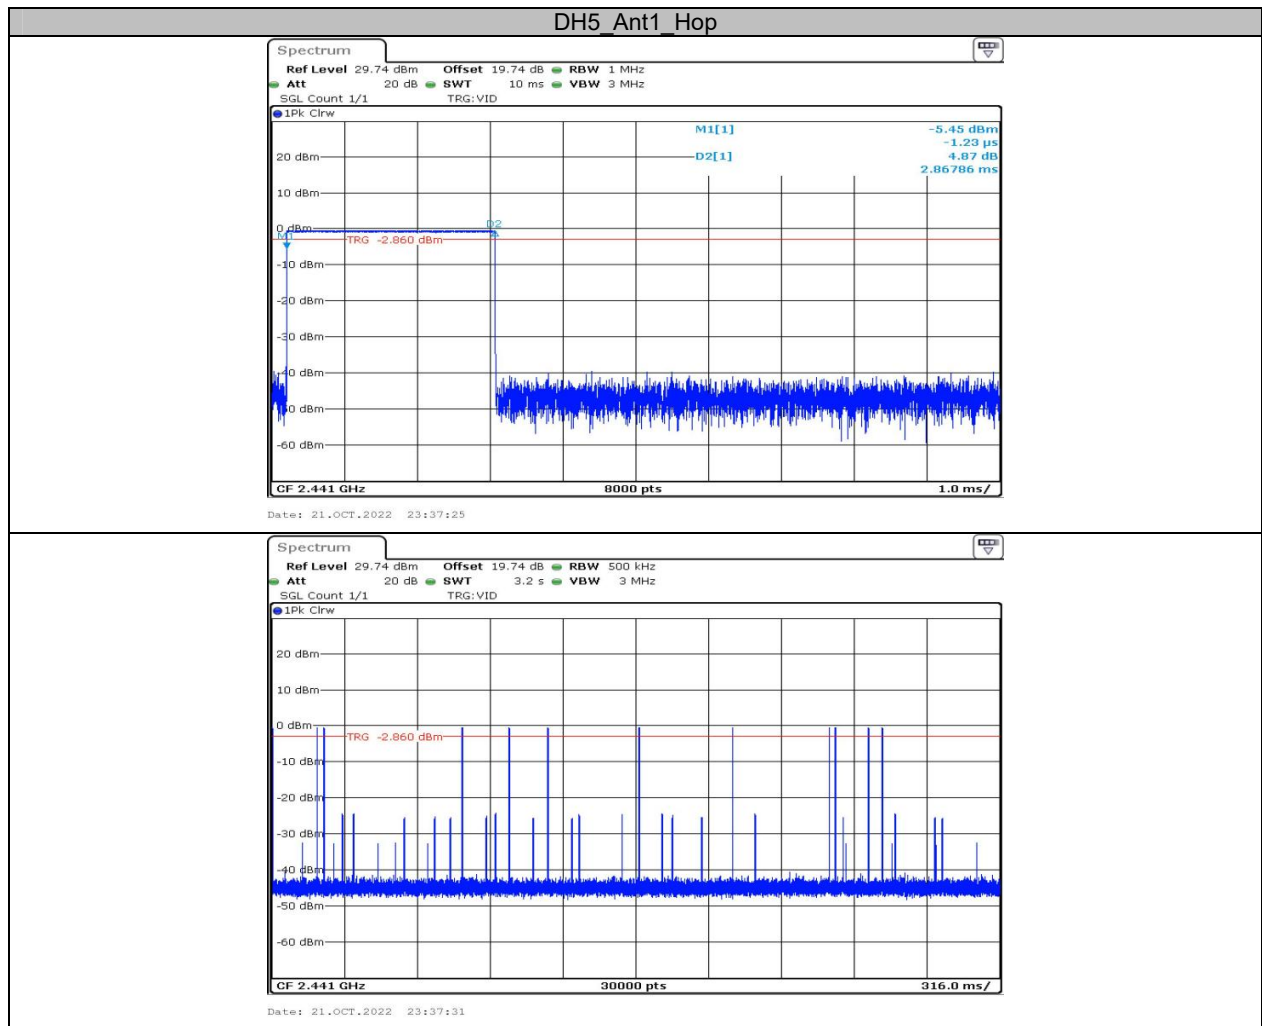 DH5_Ant1_Hop
Spectrum
Ref Level 29.74 dBm Offset 19.74 dB RBW 1 MHz
Att 20 dB SWT 10 ms VBW 3 MHz
SGL Count 1/1 TRG:VID
1Pk Clrw
M1[1] -5.45 dBm
-1.23 µs
20 dBm D2[1] 4.87 dB
2.86786 ms
10 dBm
0 dBm D2
M1
TRG -2.860 dBm
-10 dBm
-20 dBm
-30 dBm
-40 dBm
-50 dBm
-60 dBm
CF 2.441 GHz 8000 pts 1.0 ms/
Date: 21.OCT.2022 23:37:25
Spectrum
Ref Level 29.74 dBm Offset 19.74 dB RBW 500 kHz
Att 20 dB SWT 3.2 s VBW 3 MHz
SGL Count 1/1 TRG:VID
1Pk Clrw
20 dBm
10 dBm
0 dBm
TRG -2.860 dBm
-10 dBm
-20 dBm
-30 dBm
-40 dBm
-50 dBm
-60 dBm
CF 2.441 GHz 30000 pts 316.0 ms/
Date: 21.OCT.2022 23:37:31